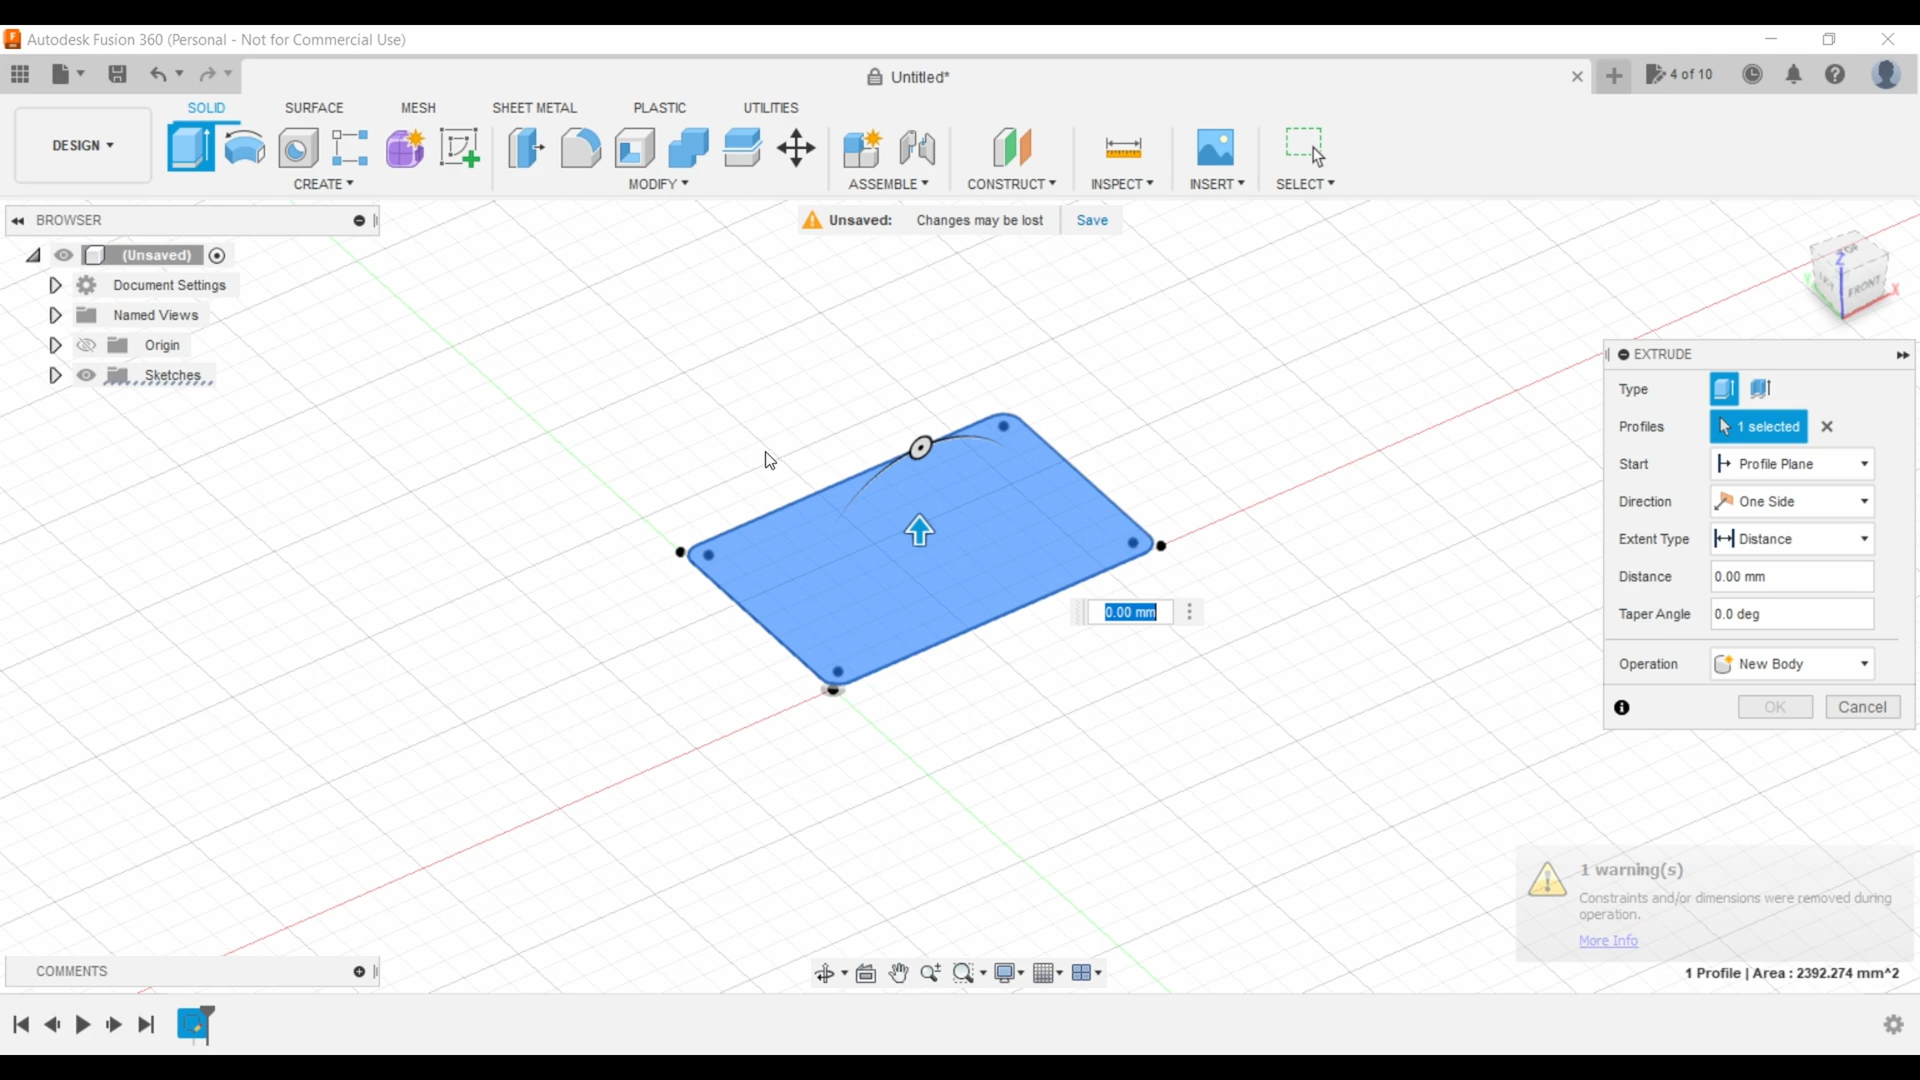 Autodesk Fusion 360 (Personal - Not for Commercial Use)
Untitled*
4 of 10
SOLID SURFACE MESH SHEET METAL PLASTIC UTILITIES
DESIGN
CREATE MODIFY ASSEMBLE CONSTRUCT INSPECT INSERT SELECT
BROWSER
Unsaved: Changes may be lost Save
(Unsaved)
Document Settings
Named Views
Origin
Sketches
Z
X
FRONT
EXTRUDE
Type
Profiles 1 selected
Start Profile Plane
Direction One Side
Extent Type Distance
Distance 0.00 mm
Taper Angle 0.0 deg
Operation New Body
OK Cancel
0.00 mm
1 warning(s)
Constraints and/or dimensions were removed during
operation.
More Info
COMMENTS
1 Profile | Area : 2392.274 mm^2